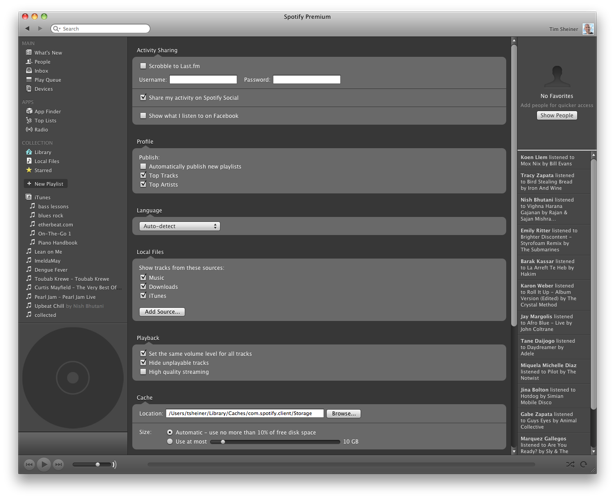 Spotify Premium
Search
Tim Sheiner
MAIN
What's New
People
Inbox
Play Queue
Devices
APPS
App Finder
Top Lists
Radio
COLLECTION
Library
Local Files
Starred
+ New Playlist
iTunes
bass lessons
blues rock
etherbeat.com
On-The-Go 1
Piano Handbook
Lean on Me
ImeldaMay
Dengue Fever
Toubab Krewe - Toubab Krewe
Curtis Mayfield - The Very Best Of
Pearl Jam - Pearl Jam Live
Upbeat Chill by Nish Bhutani
collected
Activity Sharing
Scrobble to Last.fm
Username:
Password:
Share my activity on Spotify Social
Show what I listen to on Facebook
Profile
Publish:
Automatically publish new playlists
Top Tracks
Top Artists
Language
Auto-detect
Local Files
Show tracks from these sources:
Music
Downloads
iTunes
Add Source...
Playback
Set the same volume level for all tracks
Hide unplayable tracks
High quality streaming
Cache
Location: /Users/tsheiner/Library/Caches/com.spotify.client/Storage Browse...
Size: Automatic - use no more than 10% of free disk space
Use at most 10 GB
No Favorites
Add people for quicker access
Show People
Koen Liem listened to
Mox Nix by Bill Evans
Tracy Zapata listened
to Bird Stealing Bread
by Iron And Wine
Nish Bhutani listened
to Vighna Harana
Gajanan by Rajan &
Sajan Mishra...
Emily Ritter listened to
Brighter Discontent -
Styrofoam Remix by
The Submarines
Barak Kassar listened
to La Arreft Te Heh by
Hakim
Karen Weber listened
to Roll It Up - Album
Version (Edited) by The
Crystal Method
Jay Margolis listened
to Afro Blue - Live by
John Coltrane
Tane Daijogo listened
to Daydreamer by
Adele
Miquela Michelle Diaz
listened to Pilot by The
Notwist
Jina Bolton listened to
Hotdog by Simian
Mobile Disco
Gabe Zapata listened
to Guys Eyes by Animal
Collective
Marquez Gallegos
listened to Are You
Ready? by Sly & The